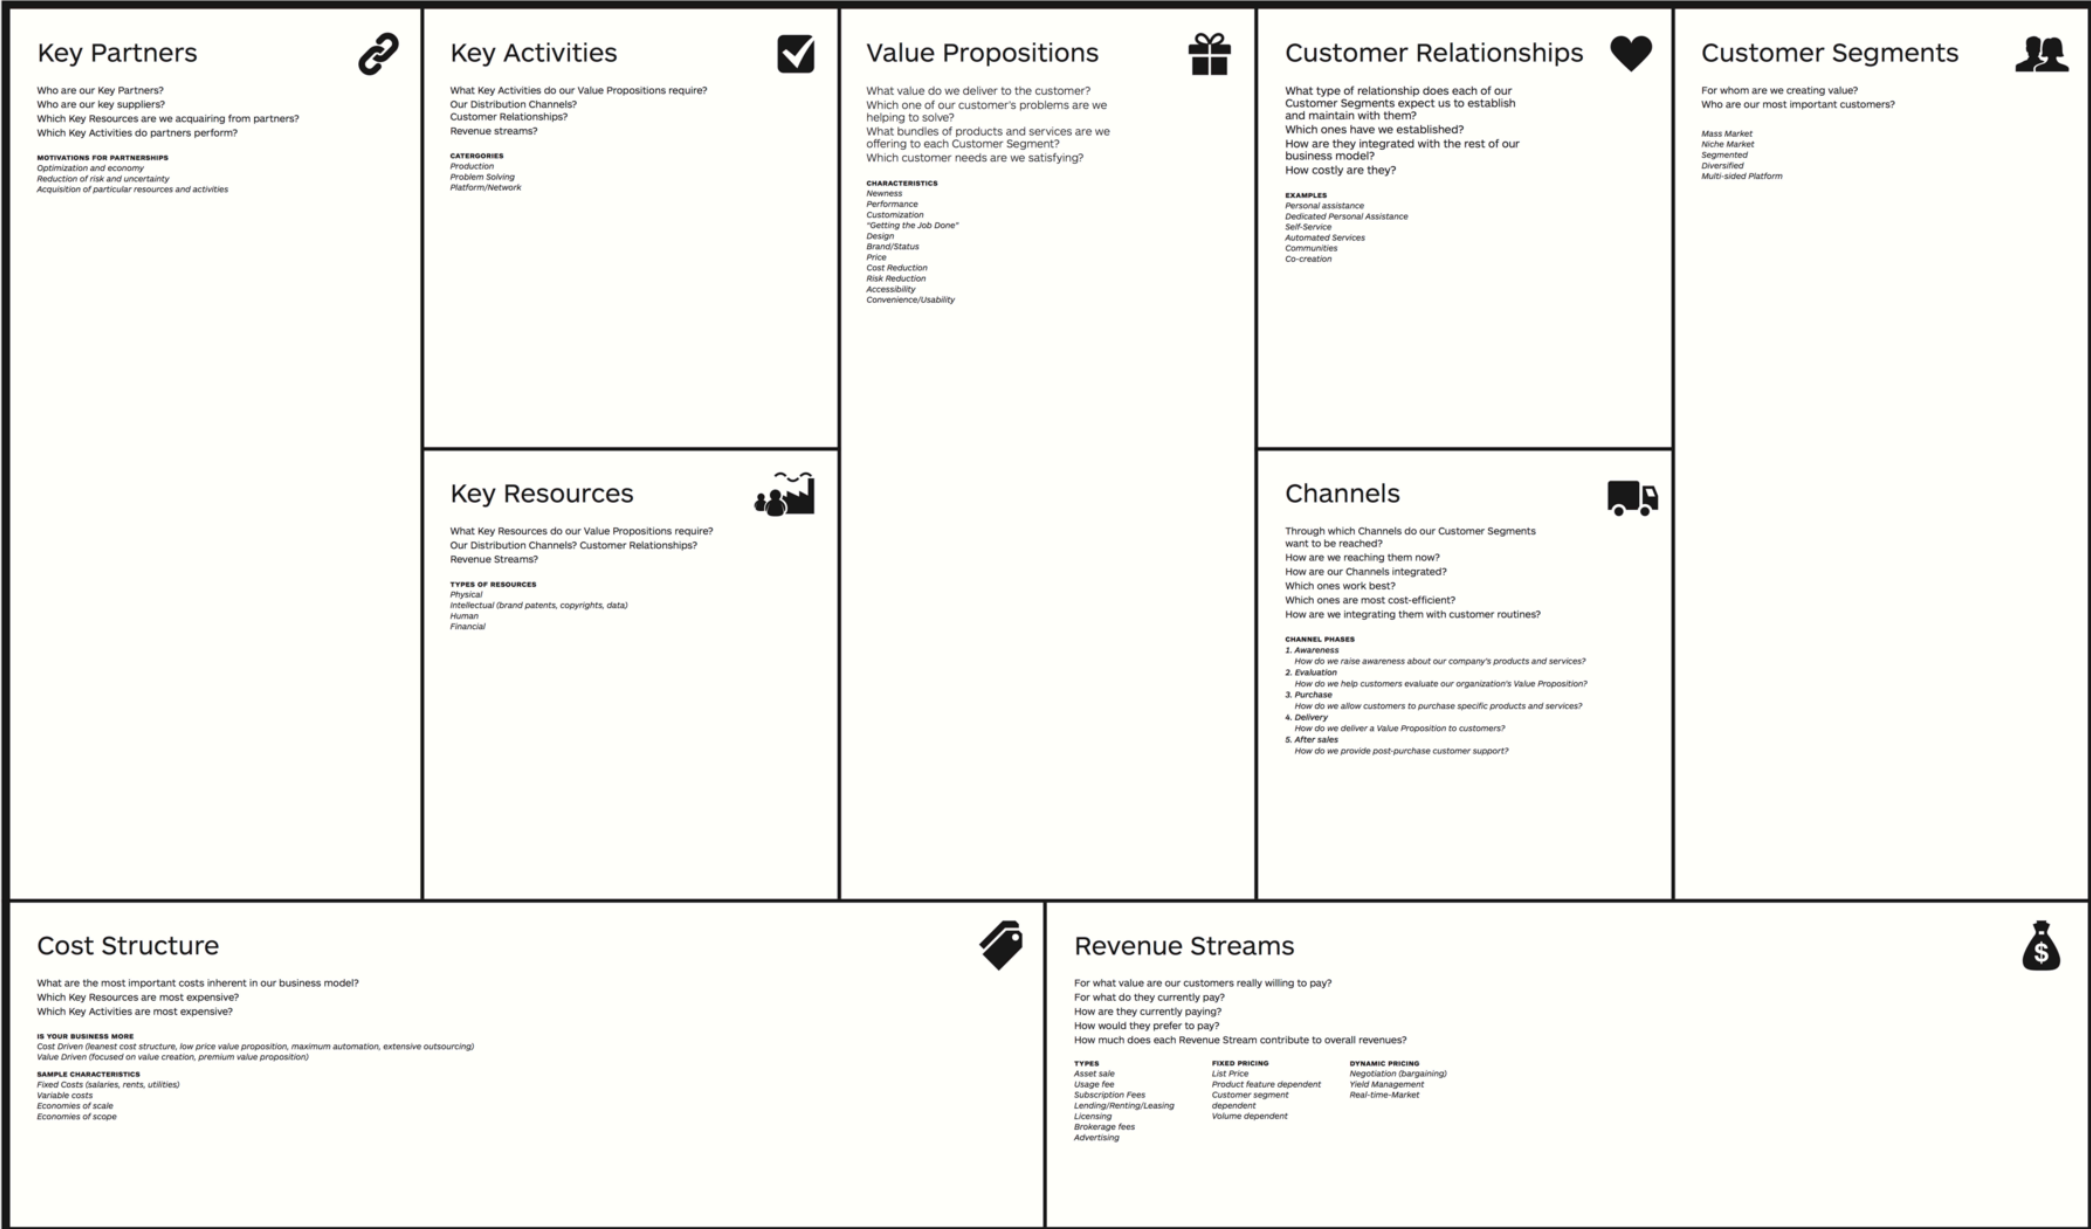 Key Partners
Who are our Key Partners?
Who are our key suppliers?
Which Key Resources are we acquairing from partners?
Which Key Activities do partners perform?
MOTIVATIONS FOR PARTNERSHIPS
Optimization and economy
Reduction of risk and uncertainty
Acquisition of particular resources and activities
Key Activities
What Key Activities do our Value Propositions require?
Our Distribution Channels?
Customer Relationships?
Revenue streams?
CATERGORIES
Production
Problem Solving
Platform/Network
Key Resources
What Key Resources do our Value Propositions require?
Our Distribution Channels? Customer Relationships?
Revenue Streams?
TYPES OF RESOURCES
Physical
Intellectual (brand patents, copyrights, data)
Human
Financial
Value Propositions
What value do we deliver to the customer?
Which one of our customer's problems are we
helping to solve?
What bundles of products and services are we
offering to each Customer Segment?
Which customer needs are we satisfying?
CHARACTERISTICS
Newness
Performance
Customization
"Getting the Job Done"
Design
Brand/Status
Price
Cost Reduction
Risk Reduction
Accessibility
Convenience/Usability
Customer Relationships
What type of relationship does each of our
Customer Segments expect us to establish
and maintain with them?
Which ones have we established?
How are they integrated with the rest of our
business model?
How costly are they?
EXAMPLES
Personal assistance
Dedicated Personal Assistance
Self-Service
Automated Services
Communities
Co-creation
Channels
Through which Channels do our Customer Segments
want to be reached?
How are we reaching them now?
How are our Channels integrated?
Which ones work best?
Which ones are most cost-efficient?
How are we integrating them with customer routines?
CHANNEL PHASES
1. Awareness
How do we raise awareness about our company's products and services?
2. Evaluation
How do we help customers evaluate our organization's Value Proposition?
3. Purchase
How do we allow customers to purchase specific products and services?
4. Delivery
How do we deliver a Value Proposition to customers?
5. After sales
How do we provide post-purchase customer support?
Customer Segments
For whom are we creating value?
Who are our most important customers?
Mass Market
Niche Market
Segmented
Diversified
Multi-sided Platform
Cost Structure
What are the most important costs inherent in our business model?
Which Key Resources are most expensive?
Which Key Activities are most expensive?
IS YOUR BUSINESS MORE
Cost Driven (leanest cost structure, low price value proposition, maximum automation, extensive outsourcing)
Value Driven (focused on value creation, premium value proposition)
SAMPLE CHARACTERISTICS
Fixed Costs (salaries, rents, utilities)
Variable costs
Economies of scale
Economies of scope
Revenue Streams
$
For what value are our customers really willing to pay?
For what do they currently pay?
How are they currently paying?
How would they prefer to pay?
How much does each Revenue Stream contribute to overall revenues?
TYPES
Asset sale
Usage fee
Subscription Fees
Lending/Renting/Leasing
Licensing
Brokerage fees
Advertising
FIXED PRICING
List Price
Product feature dependent
Customer segment
dependent
Volume dependent
DYNAMIC PRICING
Negotiation (bargaining)
Yield Management
Real-time-Market